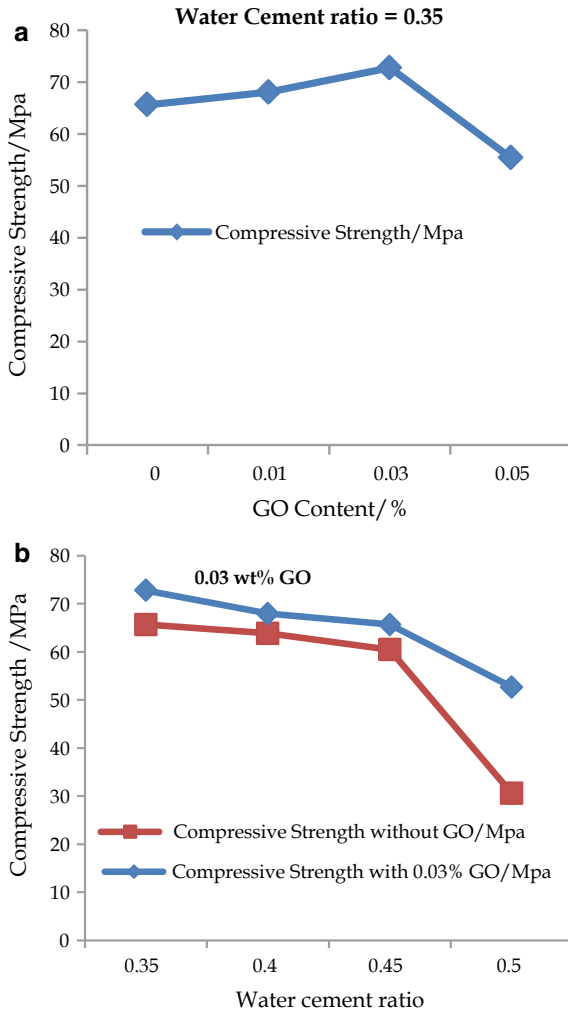 a
Water Cement ratio = 0.35
80
70
60
50
40
30
20
10
0
Compressive Strength/Mpa
Compressive Strength/Mpa
0 0.01 0.03 0.05
GO Content/%
b
80
70
60
50
40
30
20
10
0
Compressive Strength /MPa
0.03 wt% GO
Compressive Strength without GO/Mpa
Compressive Strength with 0.03% GO/Mpa
0.35 0.4 0.45 0.5
Water cement ratio